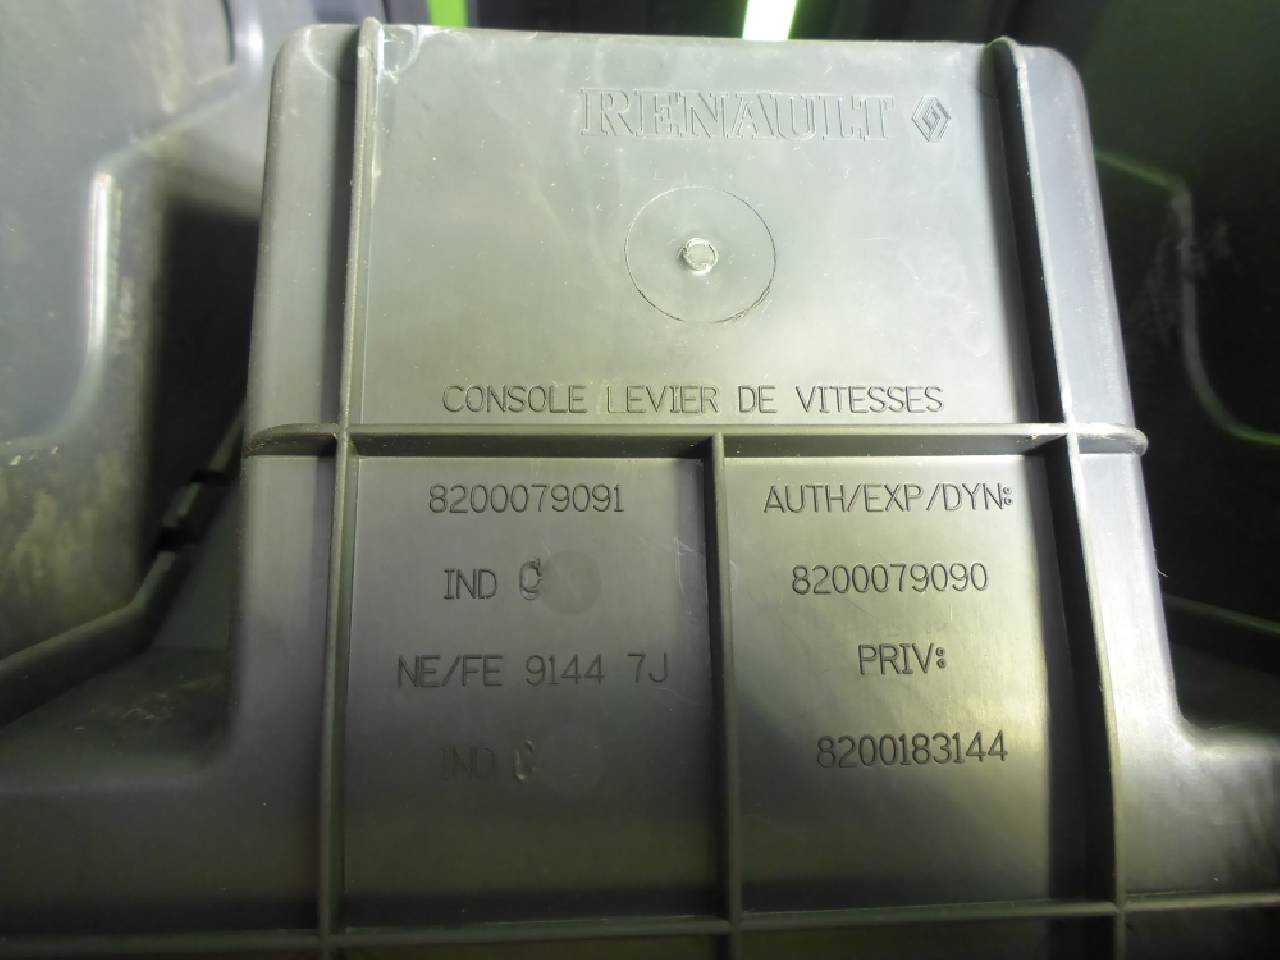 RENAULT
CONSOLE LEVIER DE VITESSES
8200079091
IND C
NE/FE 9144 7J
IND C
AUTH/EXP/DYN:
8200079090
PRIV:
8200183144